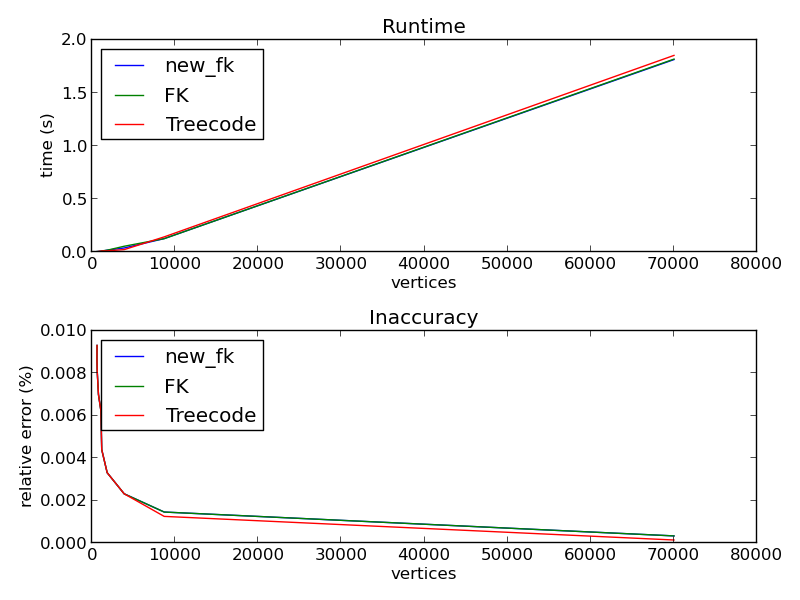 Runtime
2.0
1.5
1.0
0.5
0.0
time (s)
new_fk
FK
Treecode
0 10000 20000 30000 40000 50000 60000 70000 80000
vertices
Inaccuracy
0.010
0.008
0.006
0.004
0.002
0.000
relative error (%)
new_fk
FK
Treecode
0 10000 20000 30000 40000 50000 60000 70000 80000
vertices